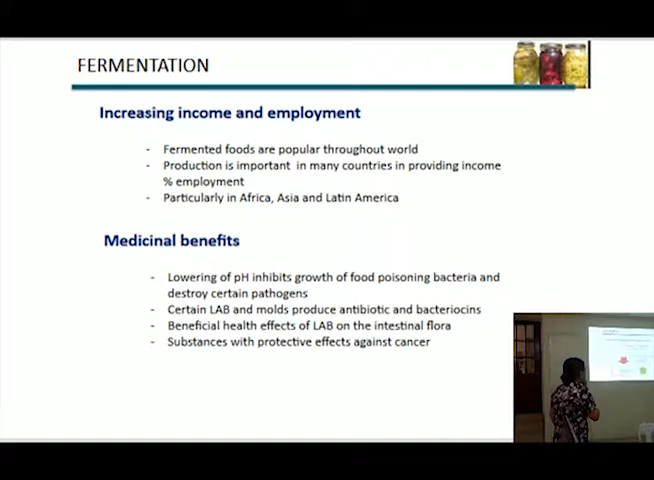 FERMENTATION
Increasing income and employment
- Fermented foods are popular throughout world
- Production is important in many countries in providing income
% employment
- Particularly in Africa, Asia and Latin America
Medicinal benefits
- Lowering of pH inhibits growth of food poisoning bacteria and
destroy certain pathogens
- Certain LAB and molds produce antibiotic and bacteriocins
- Beneficial health effects of LAB on the intestinal flora
- Substances with protective effects against cancer